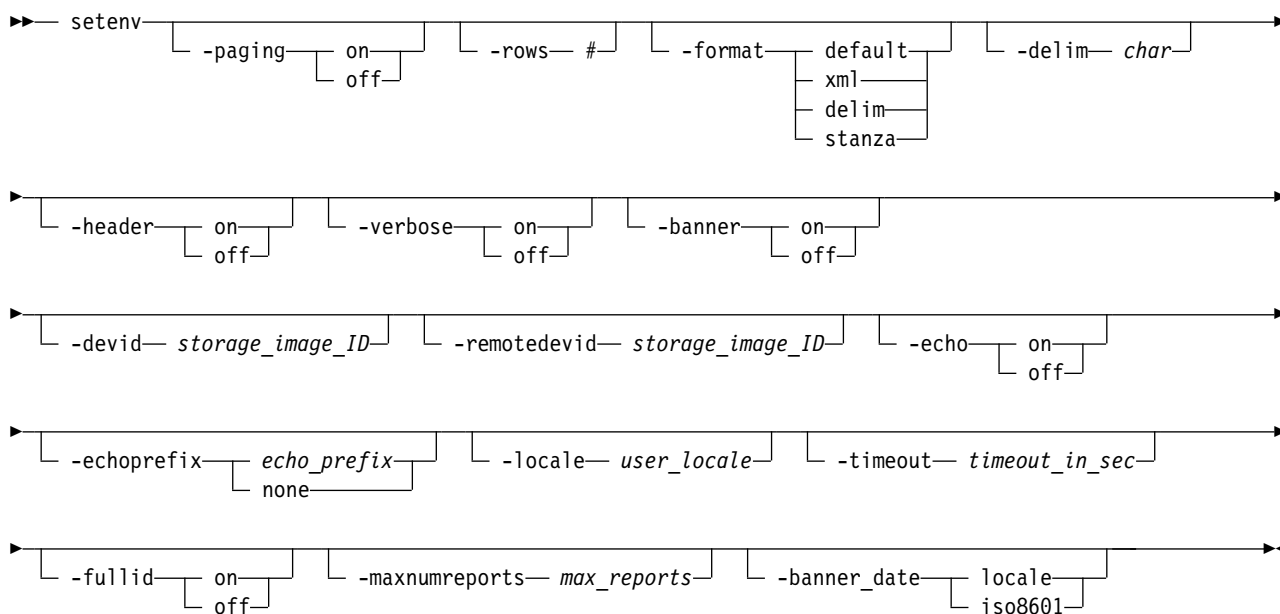 setenv
-paging on -rows # -format default -delim char
off xml
delim
stanza
-header on -verbose on -banner on
off off off
-devid storage_image_ID -remotedevid storage_image_ID -echo on
off
-echoprefix echo_prefix -locale user_locale -timeout timeout_in_sec
none
-fullid on -maxnumreports max_reports -banner_date locale
off iso8601